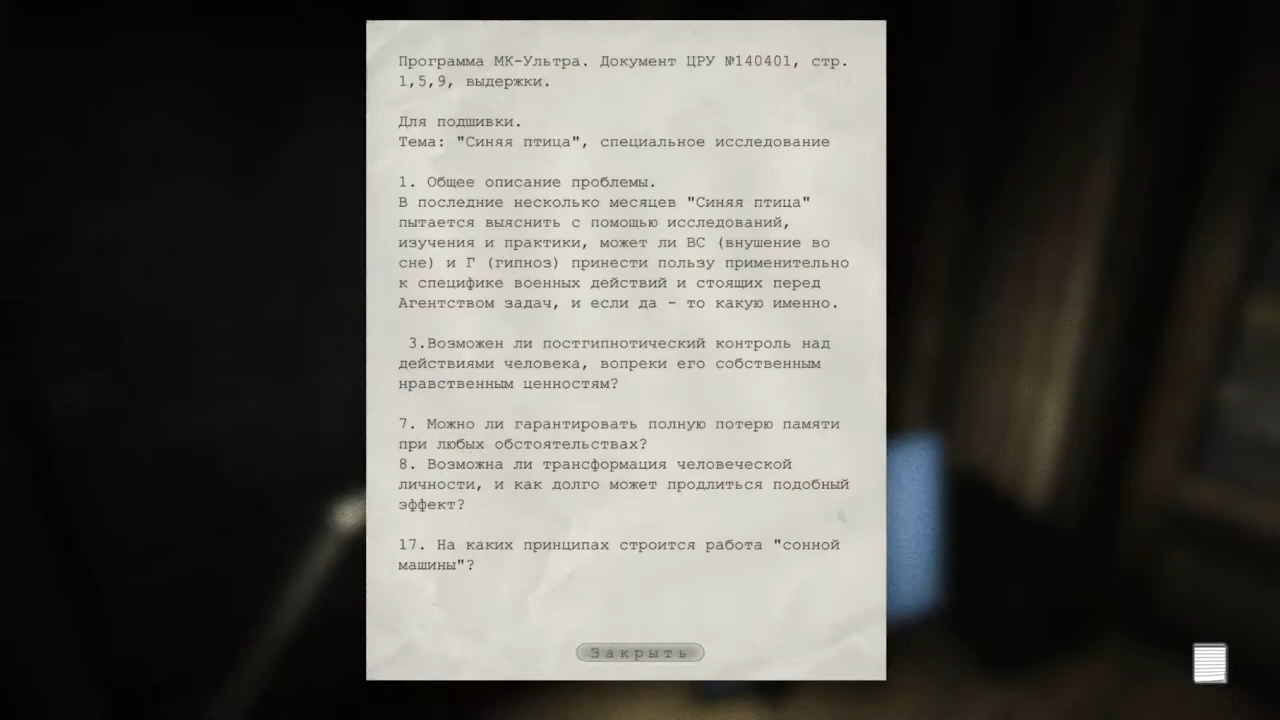 Программа МК-Ультра. Документ ЦРУ №140401, стр.
1,5,9, выдержки.
Для подшивки.
Тема: "Синяя птица", специальное исследование
1. Общее описание проблемы.
В последние несколько месяцев "Синяя птица"
пытается выяснить с помощью исследований,
изучения и практики, может ли ВС (внушение во
сне) и Г (гипноз) принести пользу применительно
к специфике военных действий и стоящих перед
Агентством задач, и если да - то какую именно.
3.Возможен ли постгипнотический контроль над
действиями человека, вопреки его собственным
нравственным ценностям?
7. Можно ли гарантировать полную потерю памяти
при любых обстоятельствах?
8. Возможна ли трансформация человеческой
личности, и как долго может продлиться подобный
эффект?
17. На каких принципах строится работа "сонной
машины"?
Закрыть